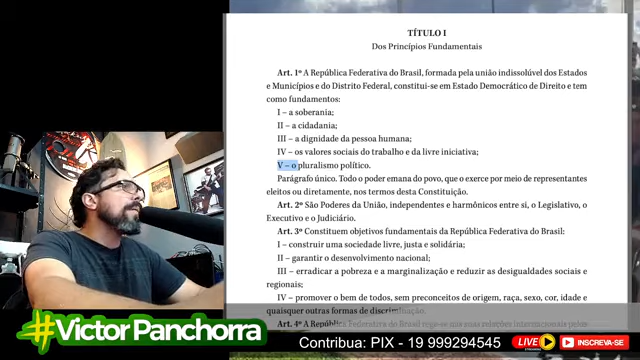 TÍTULO I
Dos Princípios Fundamentais
Art. 1º A República Federativa do Brasil, formada pela união indissolúvel dos Estados
e Municípios e do Distrito Federal, constitui-se em Estado Democrático de Direito e tem
como fundamentos:
I – a soberania;
II – a cidadania;
III – a dignidade da pessoa humana;
IV – os valores sociais do trabalho e da livre iniciativa;
V – o pluralismo político.
Parágrafo único. Todo o poder emana do povo, que o exerce por meio de representantes
eleitos ou diretamente, nos termos desta Constituição.
Art. 2º São Poderes da União, independentes e harmônicos entre si, o Legislativo, o
Executivo e o Judiciário.
Art. 3º Constituem objetivos fundamentais da República Federativa do Brasil:
I – construir uma sociedade livre, justa e solidária;
II – garantir o desenvolvimento nacional;
III – erradicar a pobreza e a marginalização e reduzir as desigualdades sociais e
regionais;
IV – promover o bem de todos, sem preconceitos de origem, raça, sexo, cor, idade e
quaisquer outras formas de discriminação.
Art. 4º A República Federativa do Brasil rege-se nas suas relações internacionais pelos
#VictorPanchorra
Contribua: PIX - 19 999294545
LIVE
INSCREVA-SE